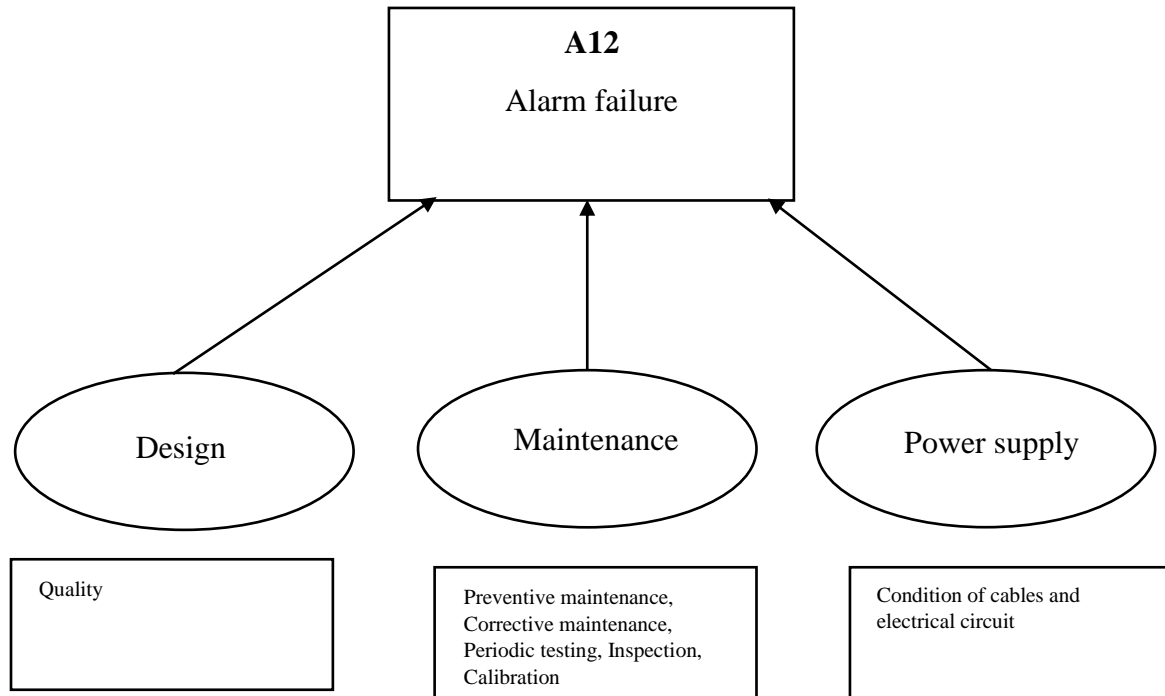 A12
Alarm failure
Design
Maintenance
Power supply
Quality
Preventive maintenance,
Corrective maintenance,
Periodic testing, Inspection,
Calibration
Condition of cables and
electrical circuit